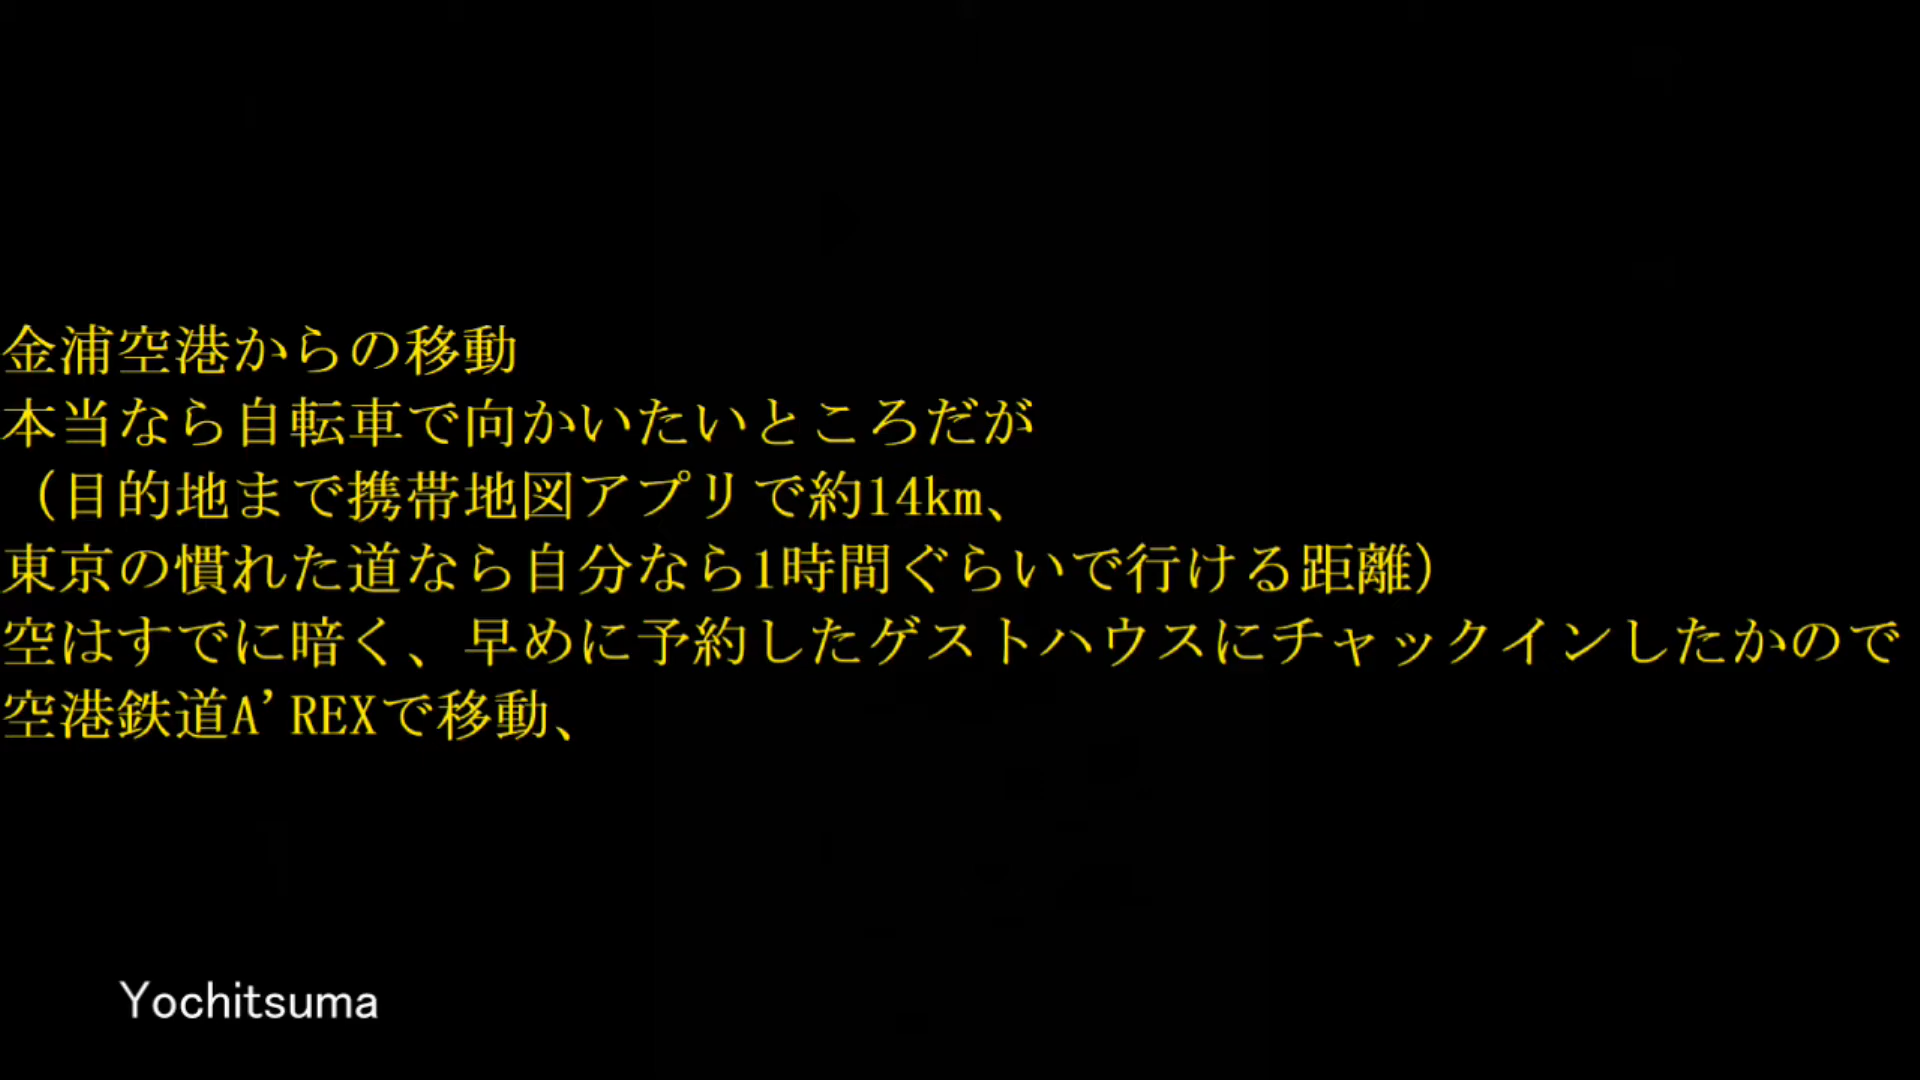 金浦空港からの移動
本当なら自転車で向かいたいところだが
（目的地まで携帯地図アプリで約14km、
東京の慣れた道なら自分なら1時間ぐらいで行ける距離）
空はすでに暗く、早めに予約したゲストハウスにチャックインしたかので
空港鉄道A'REXで移動、
Yochitsuma